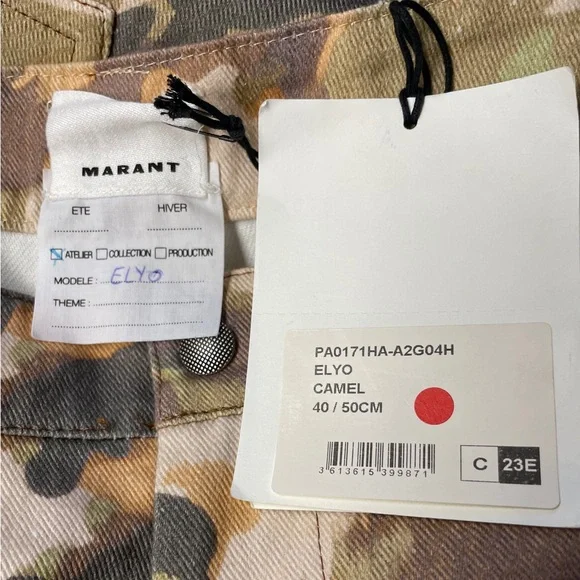 MARANT
ETE HIVER
ATELIER COLLECTION PRODUCTION
MODELE : ELYO
THEME :
PA0171HA-A2G04H
ELYO
CAMEL
40 / 50CM
3 613615 399871
C 23E